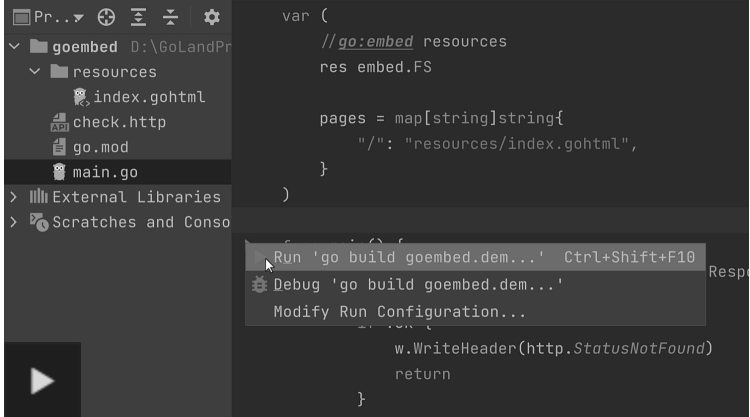 Pr...
goembed D:\GoLandPr
resources
index.gohtml
API check.http
go.mod
main.go
External Libraries
Scratches and Conso
var (
//go:embed resources
res embed.FS
pages = map[string]string{
"/": "resources/index.gohtml",
}
)
Run 'go build goembed.dem...' Ctrl+Shift+F10
Respo
Debug 'go build goembed.dem...'
Modify Run Configuration...
w.WriteHeader(http.StatusNotFound)
return
}